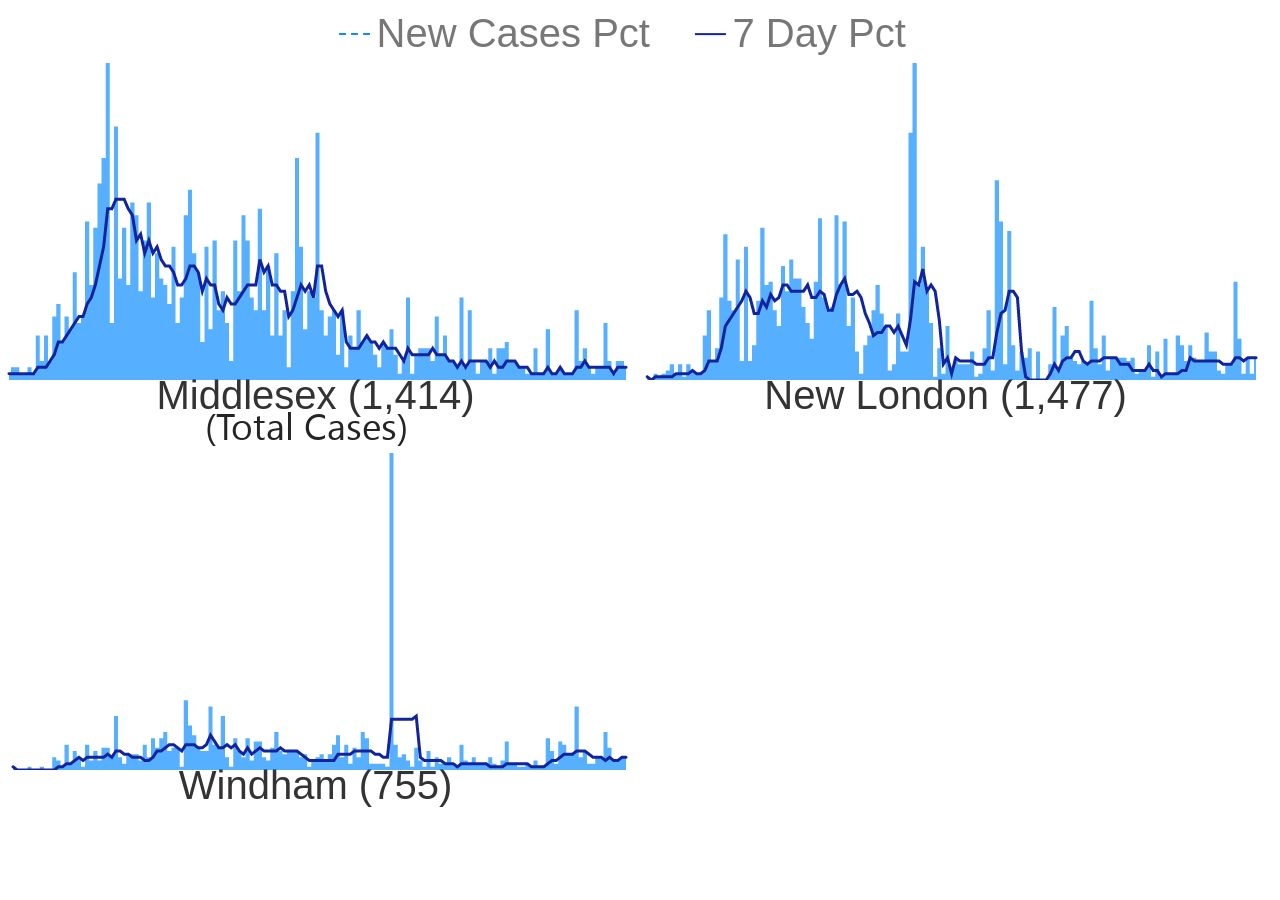 New Cases Pct 7 Day Pct
Middlesex (1,414) New London (1,477)
(Total Cases)
Windham (755)